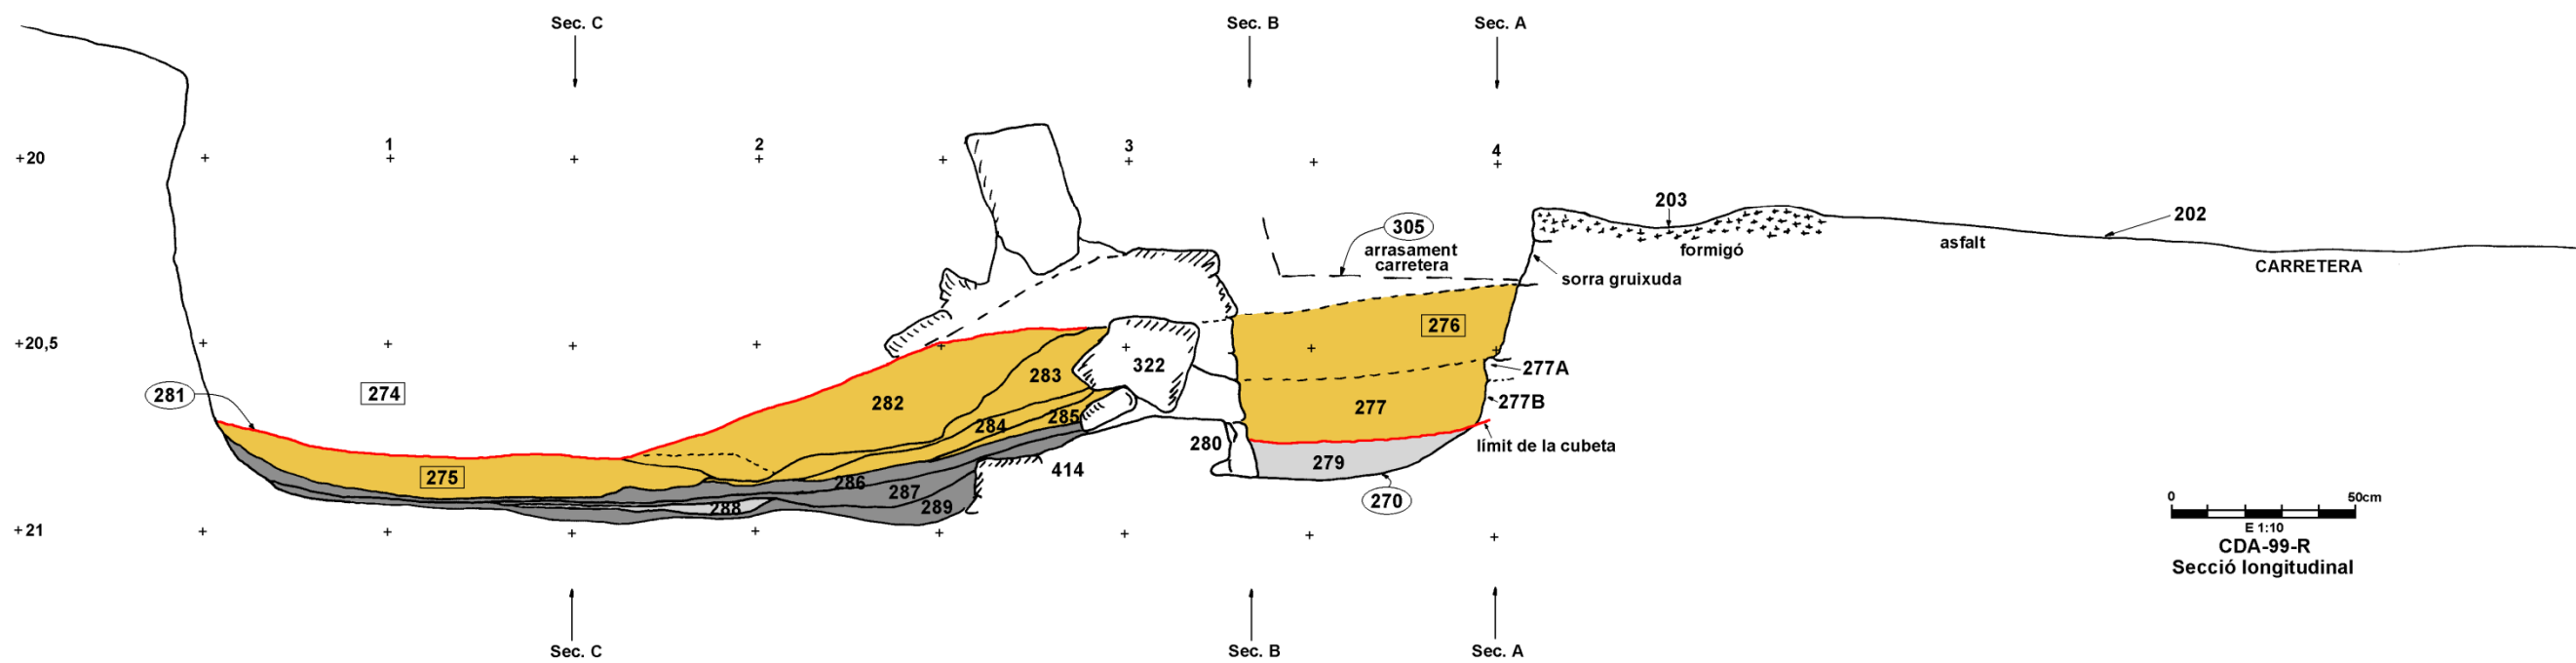 Sec. C
Sec. B
Sec. A
1
2
3
4
+20
203
202
305
arrasament
carretera
formigó
asfalt
CARRETERA
sorra gruixuda
276
+20,5
277A
322
283
274
281
282
277
277B
285
284
280
límit de la cubeta
279
275
414
286
287
288
289
270
0
50cm
E 1:10
+21
CDA-99-R
Secció longitudinal
Sec. C
Sec. B
Sec. A